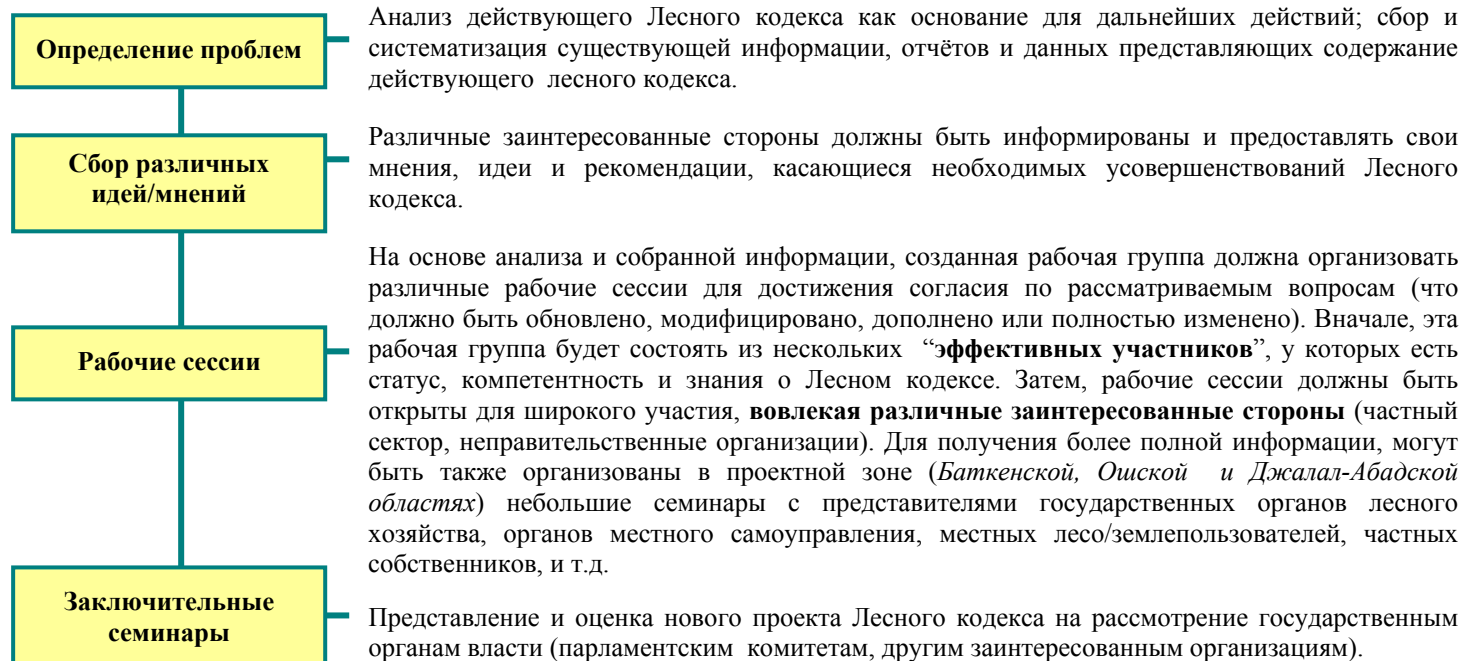 Определение проблем
Анализ действующего Лесного кодекса как основание для дальнейших действий; сбор и
систематизация существующей информации, отчётов и данных представляющих содержание
действующего лесного кодекса.
Сбор различных
идей/мнений
Различные заинтересованные стороны должны быть информированы и предоставлять свои
мнения, идеи и рекомендации, касающиеся необходимых усовершенствований Лесного
кодекса.
Рабочие сессии
На основе анализа и собранной информации, созданная рабочая группа должна организовать
различные рабочие сессии для достижения согласия по рассматриваемым вопросам (что
должно быть обновлено, модифицировано, дополнено или полностью изменено). Вначале, эта
рабочая группа будет состоять из нескольких “эффективных участников”, у которых есть
статус, компетентность и знания о Лесном кодексе. Затем, рабочие сессии должны быть
открыты для широкого участия, вовлекая различные заинтересованные стороны (частный
сектор, неправительственные организации). Для получения более полной информации, могут
быть также организованы в проектной зоне (Баткенской, Ошской и Джалал-Абадской
областях) небольшие семинары с представителями государственных органов лесного
хозяйства, органов местного самоуправления, местных лесо/землепользователей, частных
собственников, и т.д.
Заключительные
семинары
Представление и оценка нового проекта Лесного кодекса на рассмотрение государственным
органам власти (парламентским комитетам, другим заинтересованным организациям).